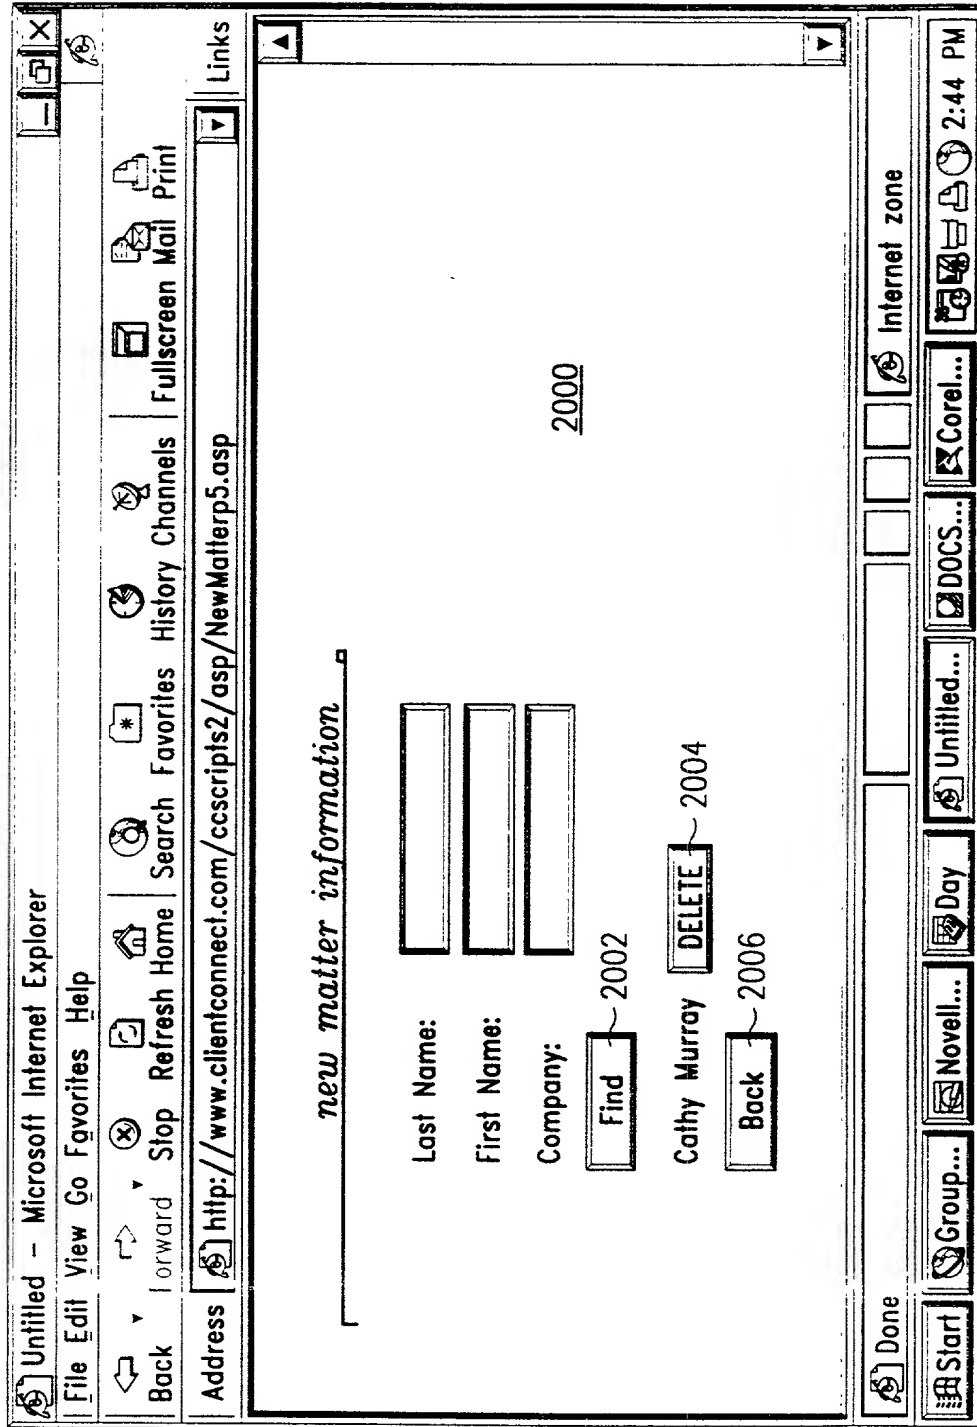 Untitled – Microsoft Internet Explorer
File Edit View Go Favorites Help
Back orward Stop Refresh Home Search Favorites History Channels Fullscreen Mail Print
Address http://www.clientconnect.com/ccscripts2/asp/NewMatterp5.asp Links
new matter information
Last Name:
First Name:
Company:
Find 2002
2000
Cathy Murray DELETE 2004
Back 2006
Done Internet zone
Start Group... Novell... Day Untitled... DOCS... Corel... 2:44 PM